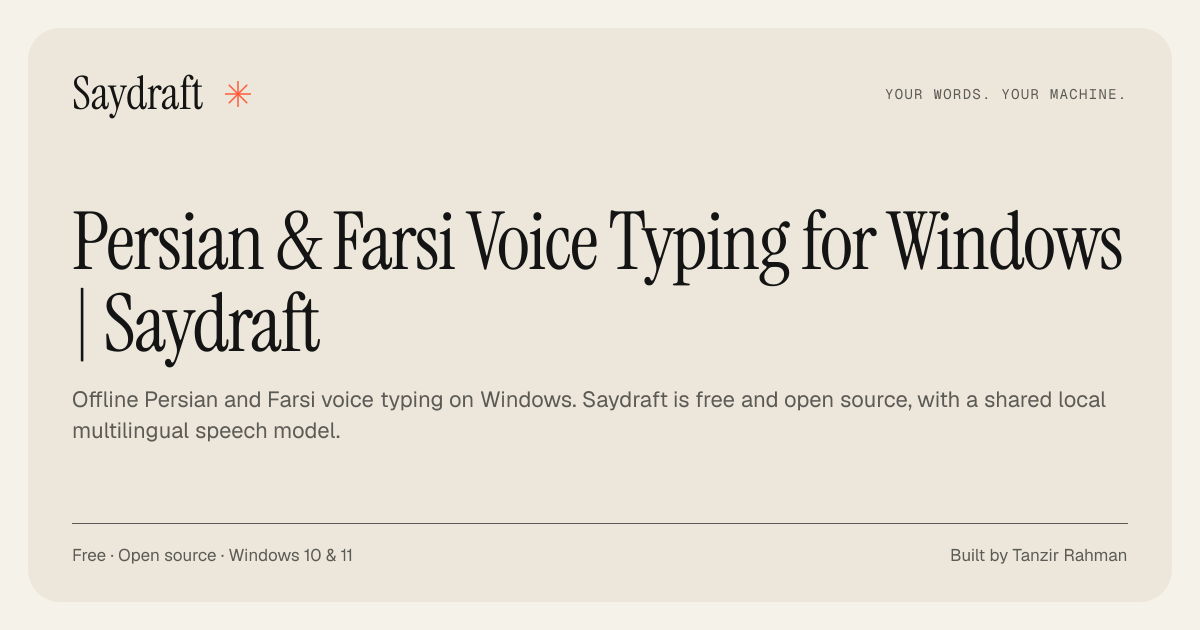 Saydraft
YOUR WORDS. YOUR MACHINE.
Persian & Farsi Voice Typing for Windows
| Saydraft
Offline Persian and Farsi voice typing on Windows. Saydraft is free and open source, with a shared local
multilingual speech model.
Free · Open source · Windows 10 & 11
Built by Tanzir Rahman